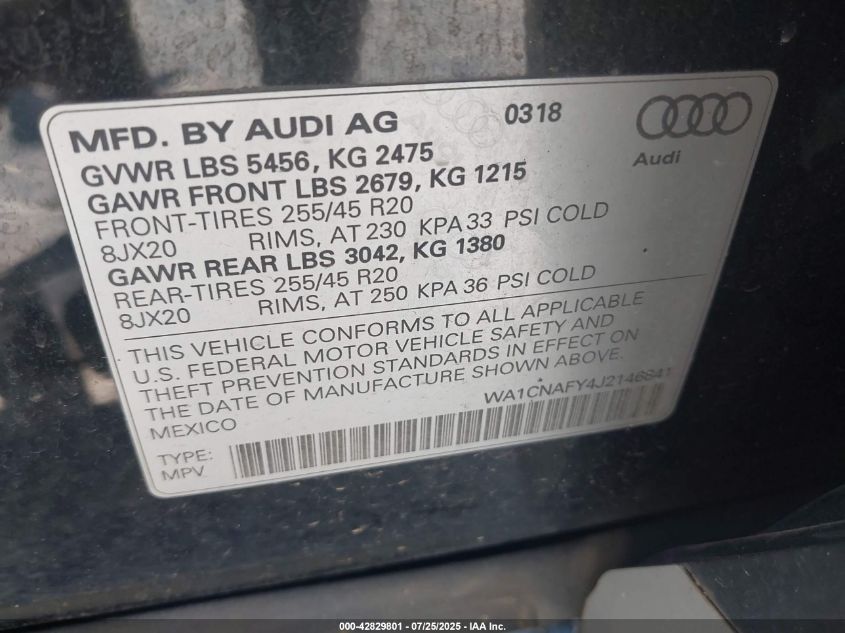 MFD. BY AUDI AG 0318
Audi
GVWR LBS 5456, KG 2475
GAWR FRONT LBS 2679, KG 1215
FRONT-TIRES 255/45 R20
8JX20 RIMS, AT 230 KPA 33 PSI COLD
GAWR REAR LBS 3042, KG 1380
REAR-TIRES 255/45 R20
8JX20 RIMS, AT 250 KPA 36 PSI COLD
THIS VEHICLE CONFORMS TO ALL APPLICABLE
U.S. FEDERAL MOTOR VEHICLE SAFETY AND
THEFT PREVENTION STANDARDS IN EFFECT ON
THE DATE OF MANUFACTURE SHOWN ABOVE.
MEXICO WA1CNAFY4J2146841
TYPE:
MPV
000-42829801 / 07/25/2025 - IAA Inc.